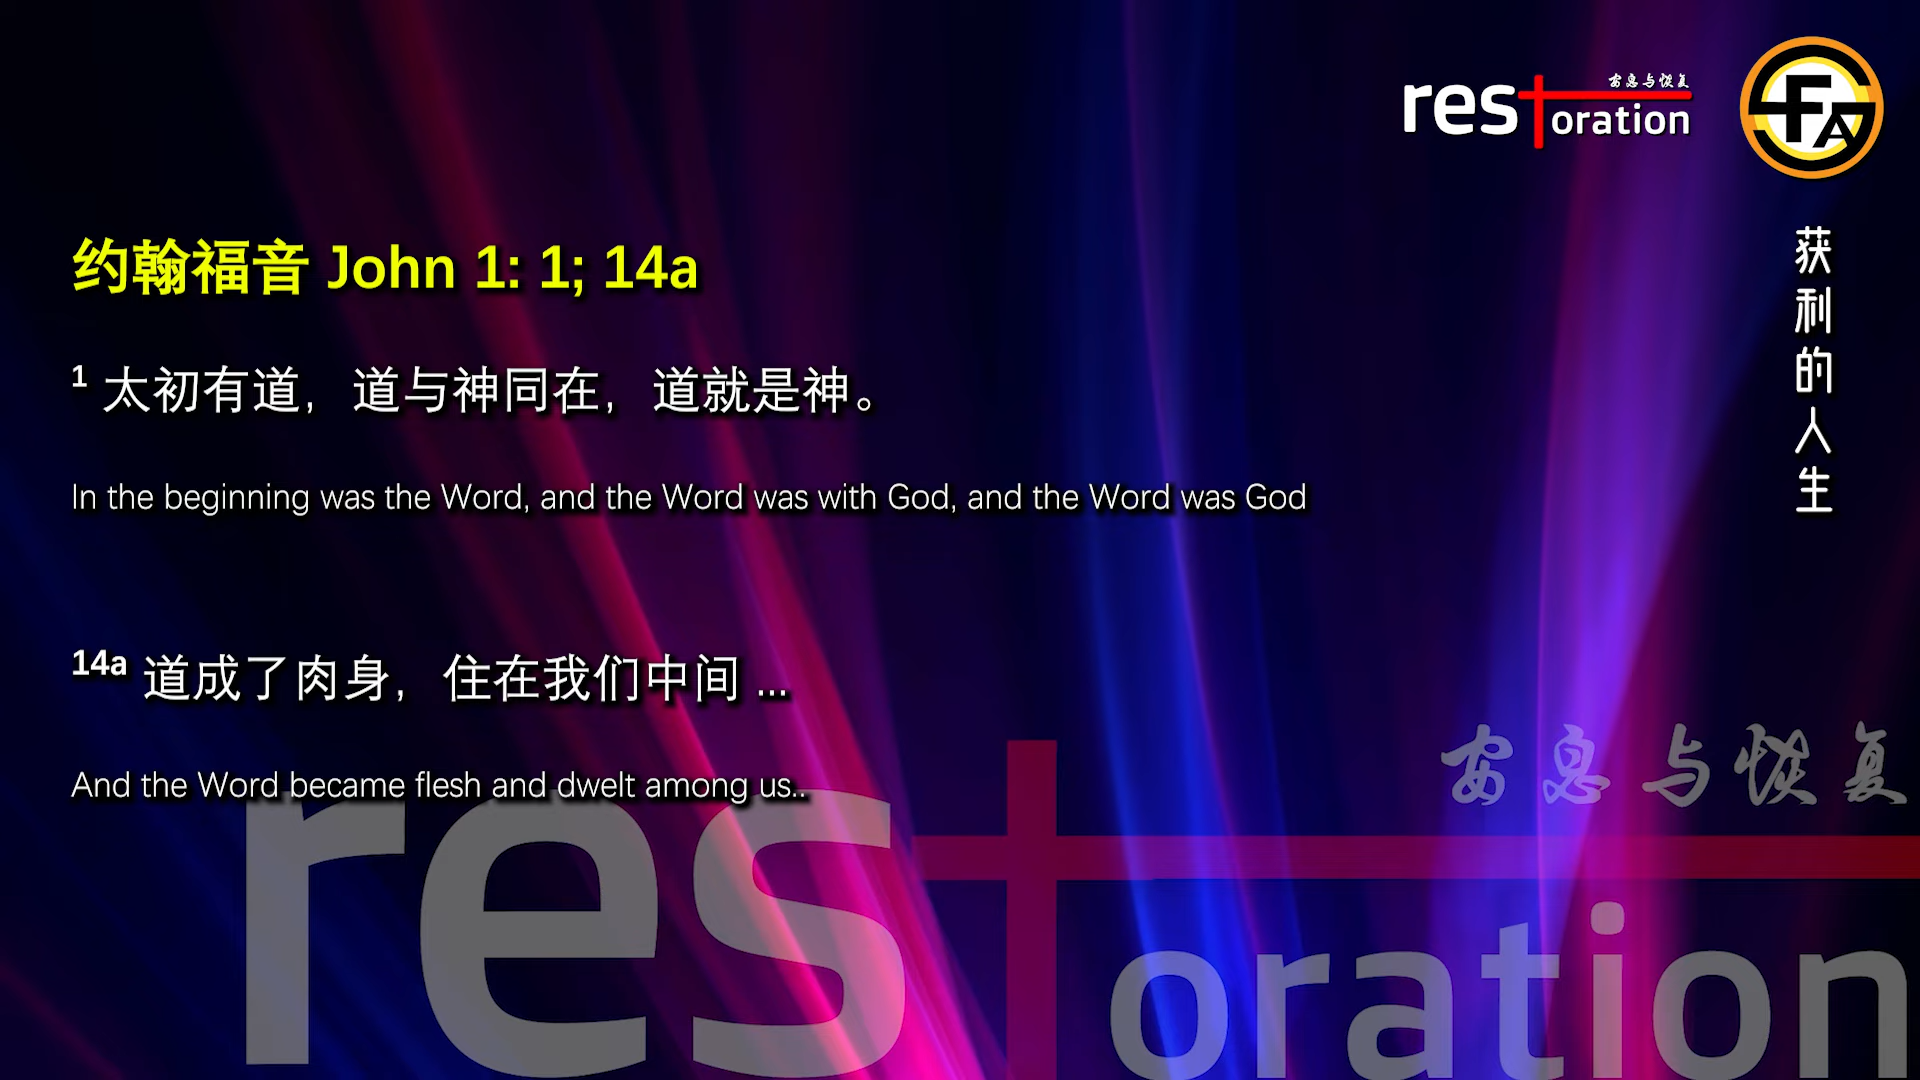 安息与恢复
restoration
SFA
获利的人生
约翰福音 John 1: 1; 14a
1 太初有道，道与神同在，道就是神。
In the beginning was the Word, and the Word was with God, and the Word was God
14a 道成了肉身，住在我们中间 ...
And the Word became flesh and dwelt among us..
安息与恢复
restoration